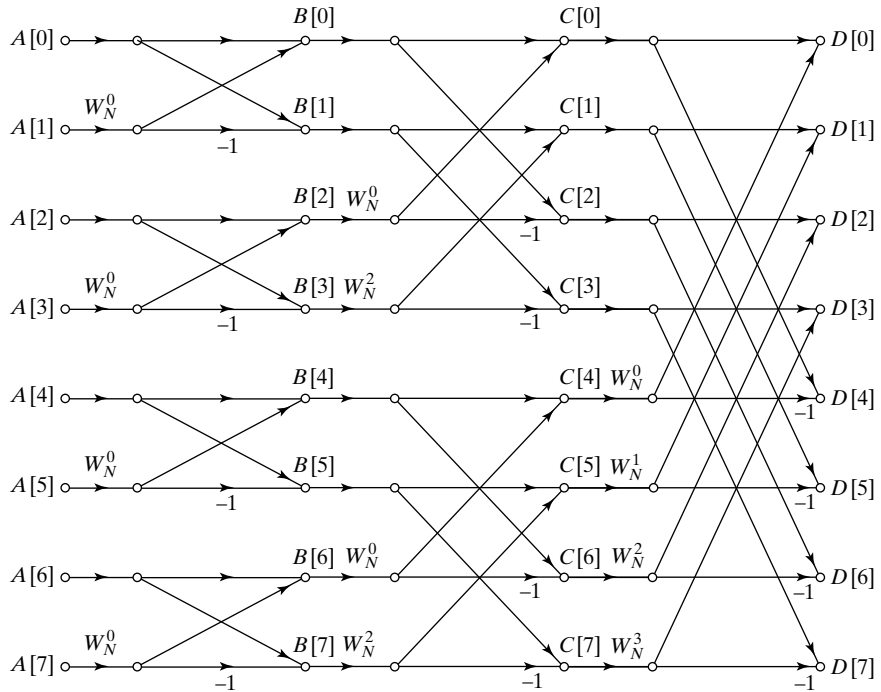 A[0] B[0] C[0] D[0]
W_N^0
A[1] B[1] C[1] D[1]
–1
A[2] B[2] W_N^0 C[2] D[2]
–1
W_N^0
A[3] B[3] W_N^2 C[3] D[3]
–1 –1
A[4] B[4] C[4] W_N^0 D[4]
–1
W_N^0
A[5] B[5] C[5] W_N^1 D[5]
–1 –1
A[6] B[6] W_N^0 C[6] W_N^2 D[6]
–1 –1
W_N^0
A[7] B[7] W_N^2 C[7] W_N^3 D[7]
–1 –1 –1